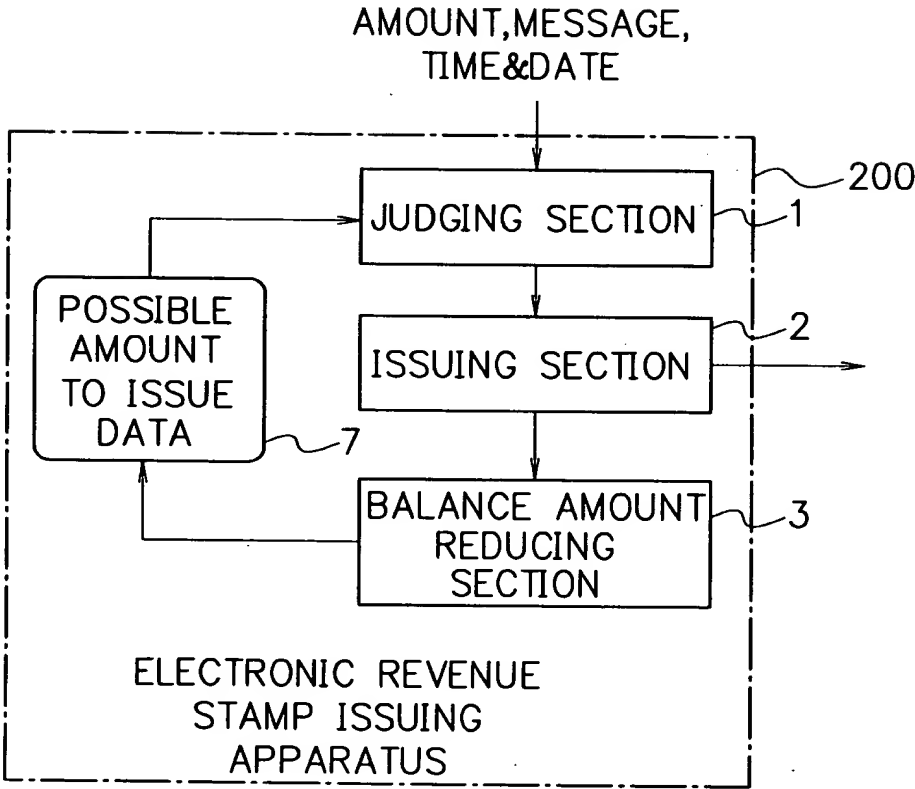 AMOUNT,MESSAGE,
TIME&DATE
200
JUDGING SECTION
1
POSSIBLE
AMOUNT
TO ISSUE
DATA
7
ISSUING SECTION
2
BALANCE AMOUNT
REDUCING
SECTION
3
ELECTRONIC REVENUE
STAMP ISSUING
APPARATUS